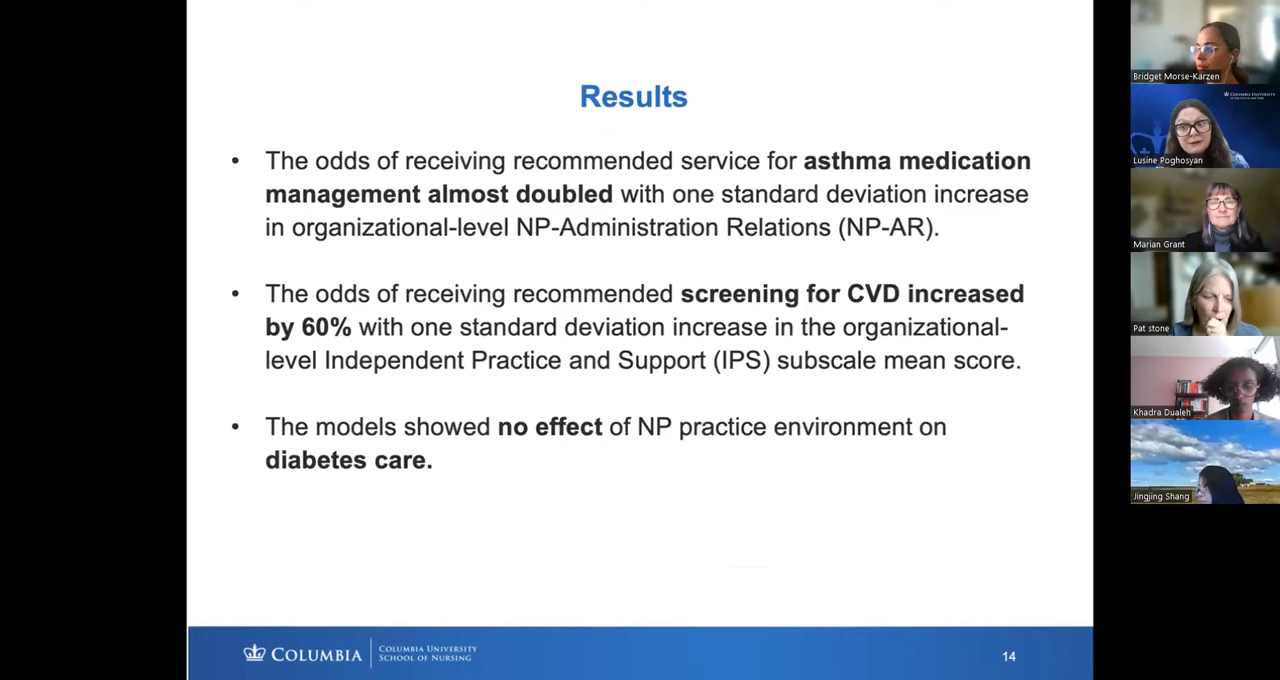 Results
• The odds of receiving recommended service for asthma medication
management almost doubled with one standard deviation increase
in organizational-level NP-Administration Relations (NP-AR).
• The odds of receiving recommended screening for CVD increased
by 60% with one standard deviation increase in the organizational-
level Independent Practice and Support (IPS) subscale mean score.
• The models showed no effect of NP practice environment on
diabetes care.
COLUMBIA
COLUMBIA UNIVERSITY
SCHOOL OF NURSING
14
Bridget Morse-Karzen
COLUMBIA UNIVERSITY
Lusine Poghosyan
Marian Grant
Pat stone
Khadra Dualeh
Jingjing Shang